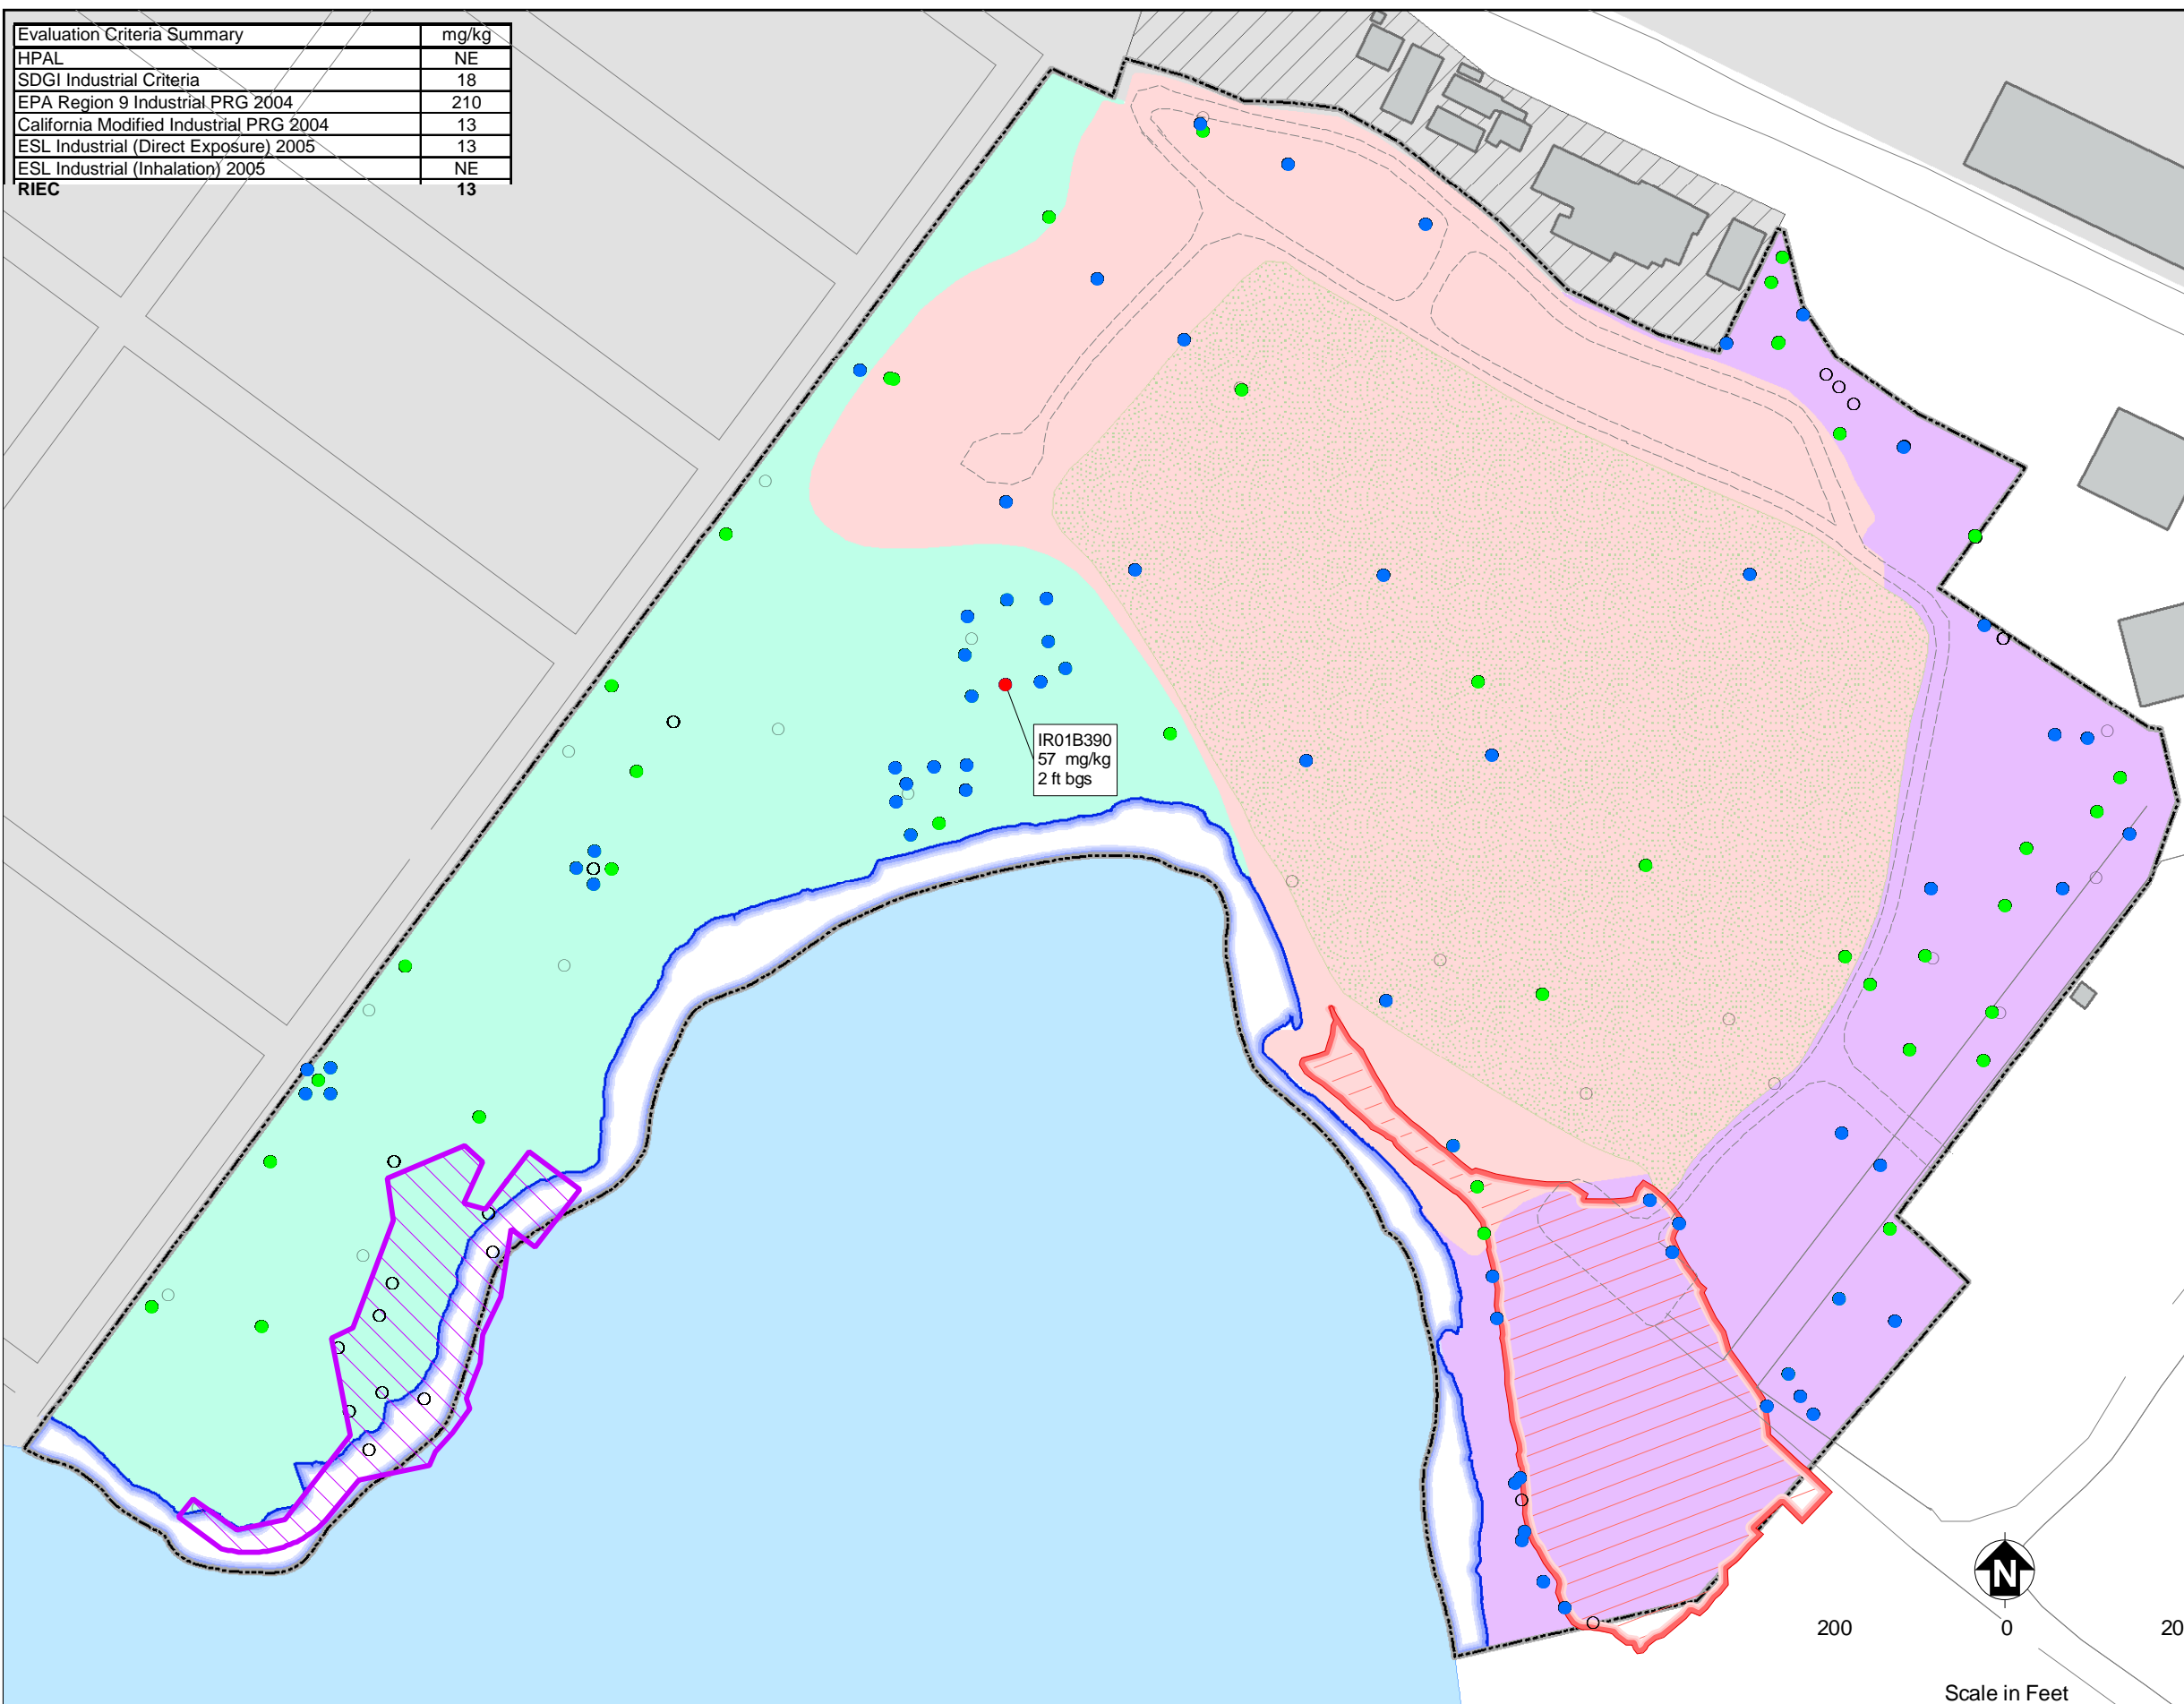 Evaluation Criteria Summary mg/kg
HPAL NE
SDGI Industrial Criteria 18
EPA Region 9 Industrial PRG 2004 210
California Modified Industrial PRG 2004 13
ESL Industrial (Direct Exposure) 2005 13
ESL Industrial (Inhalation) 2005 NE
RIEC 13
IR01B390
57 mg/kg
2 ft bgs
N
200 0 20
Scale in Feet